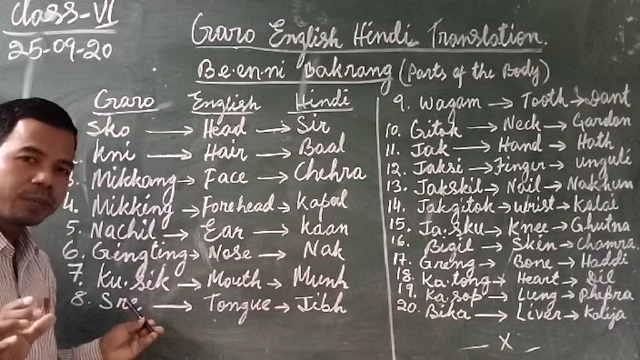 Class-VI
25-09-20
Garo English Hindi Translation.
Be·en·ni Bakrang (Parts of the Body)
Garo English Hindi
Sko → Head → Sir
Kni → Hair → Baal
3. Mikkang → Face → Chehra
4. Mikking → Forehead → Kapal
5. Nachil → Ear → Kaan
6. Gingting → Nose → Nak
7. Ku·sik → Mouth → Munh
8. Sre → Tongue → Jibh
9. Wagam → Tooth → Dant
10. Gitok → Neck → Gardan
11. Jak → Hand → Hath
12. Jaksi → Finger → unguli
13. Jakskil → Nail → Nakhun
14. Jakgitok → Wrist → Kalai
15. Ja·sku → Knee → Ghutna
16. Bigil → Skin → Chamra
17. Greng → Bone → Haddi
18. Ka·tong → Heart → Dil
19. Ka·sop → Lung → Phepra
20. Bika → Liver → Kalija
— X —